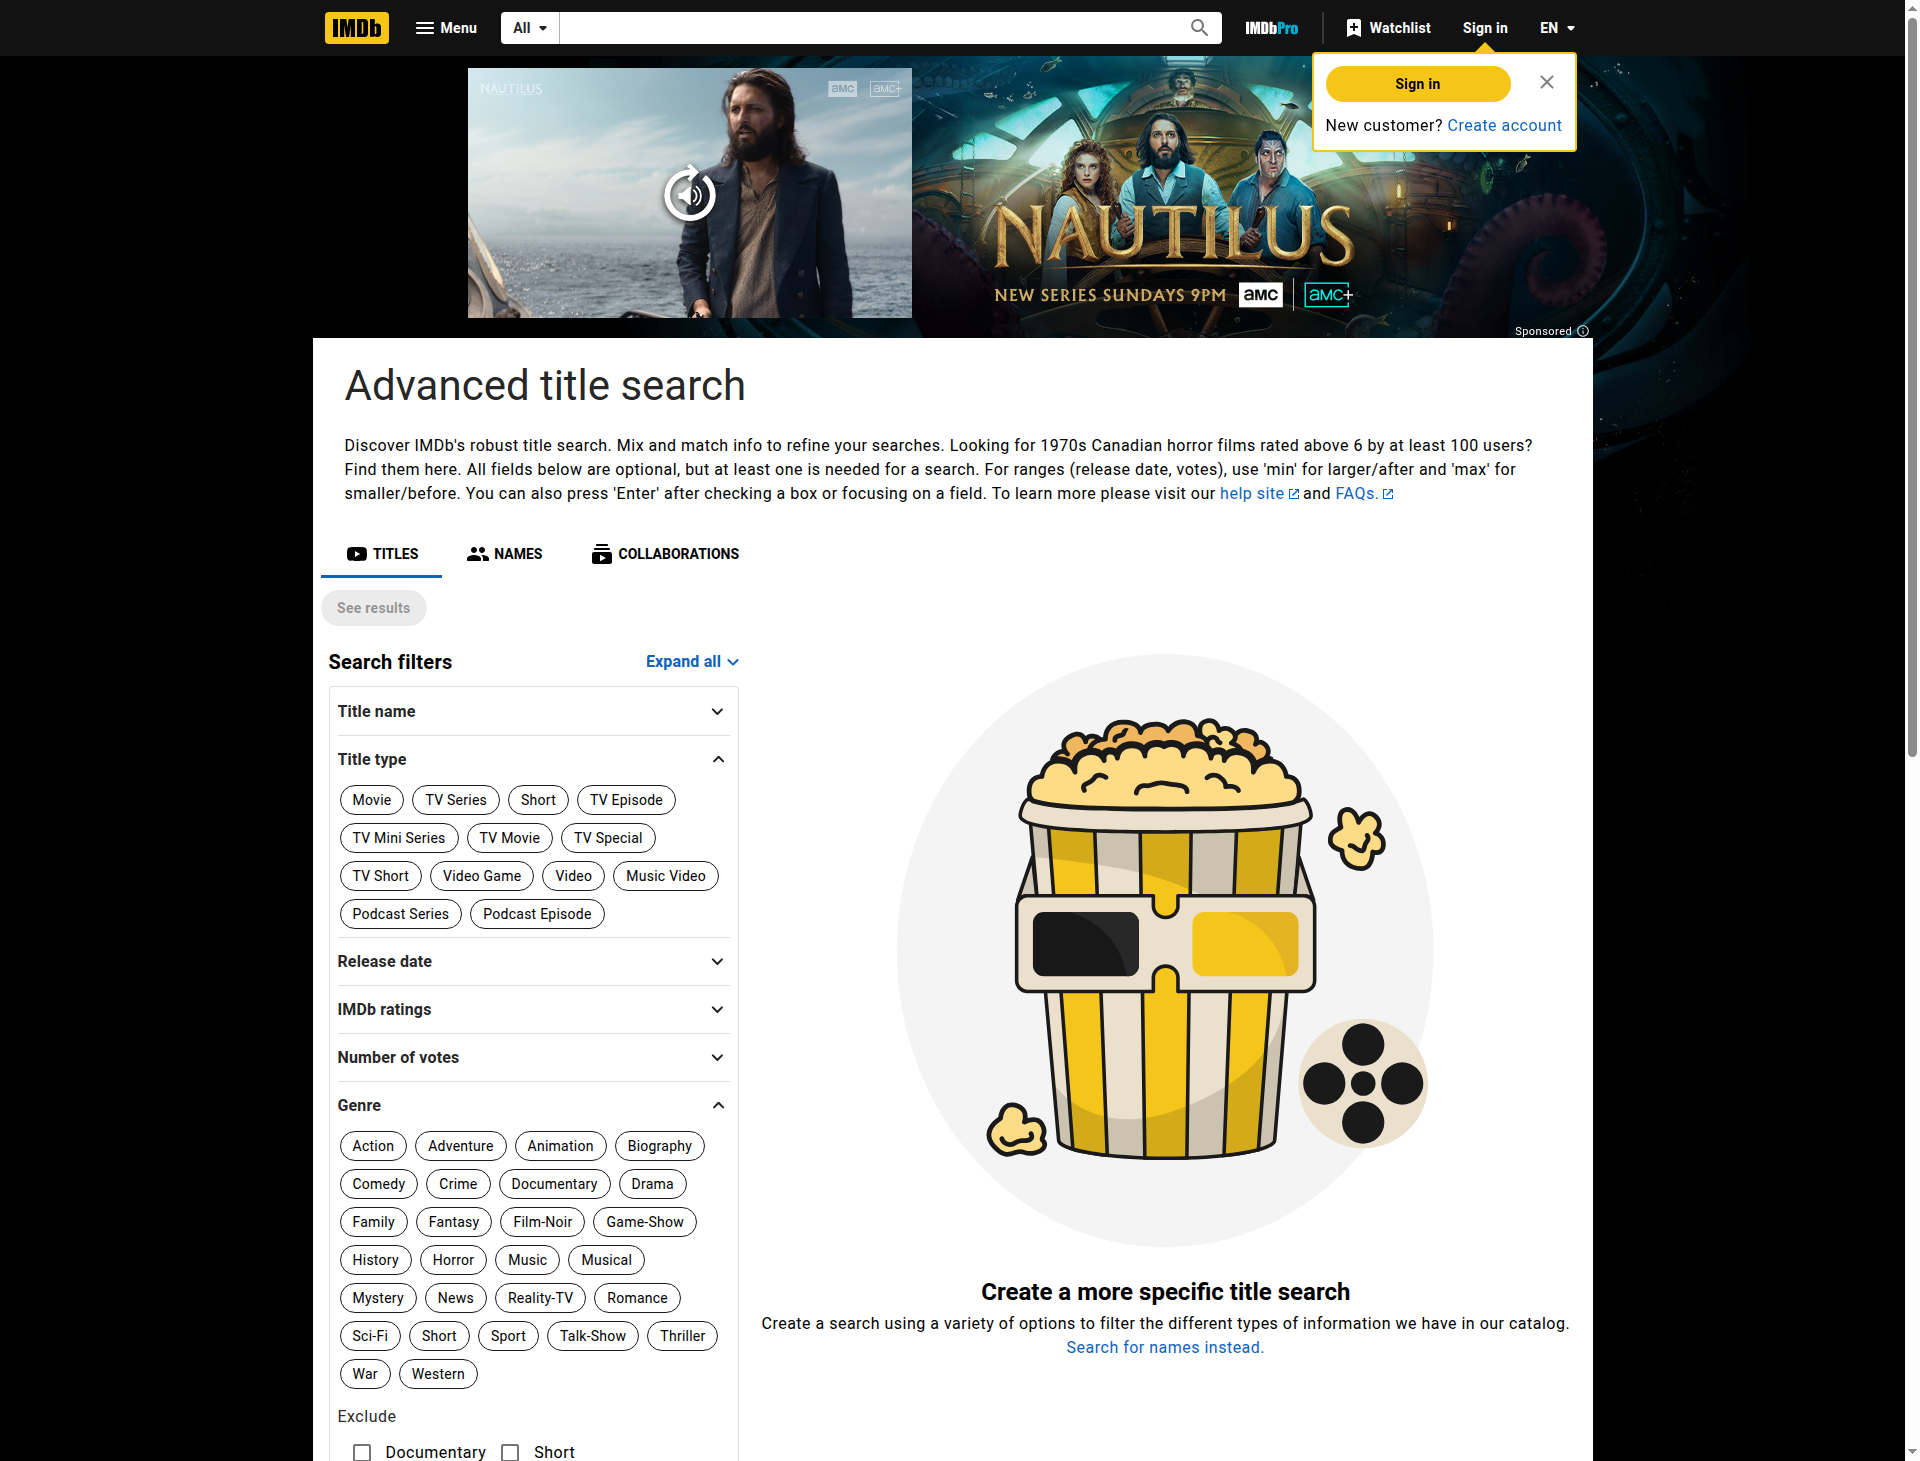 IMDb
Menu
All
IMDbPro
Watchlist
Sign in
EN
Sign in
New customer? Create account
NAUTILUS
amc
amc+
NAUTILUS
NEW SERIES SUNDAYS 9PM
amc
amc+
Sponsored
Advanced title search
Discover IMDb's robust title search. Mix and match info to refine your searches. Looking for 1970s Canadian horror films rated above 6 by at least 100 users?
Find them here. All fields below are optional, but at least one is needed for a search. For ranges (release date, votes), use 'min' for larger/after and 'max' for
smaller/before. You can also press 'Enter' after checking a box or focusing on a field. To learn more please visit our help site and FAQs.
TITLES
NAMES
COLLABORATIONS
See results
Search filters
Expand all
Title name
Title type
Movie
TV Series
Short
TV Episode
TV Mini Series
TV Movie
TV Special
TV Short
Video Game
Video
Music Video
Podcast Series
Podcast Episode
Release date
IMDb ratings
Number of votes
Genre
Action
Adventure
Animation
Biography
Comedy
Crime
Documentary
Drama
Family
Fantasy
Film-Noir
Game-Show
History
Horror
Music
Musical
Mystery
News
Reality-TV
Romance
Sci-Fi
Short
Sport
Talk-Show
Thriller
War
Western
Exclude
Documentary
Short
Create a more specific title search
Create a search using a variety of options to filter the different types of information we have in our catalog.
Search for names instead.